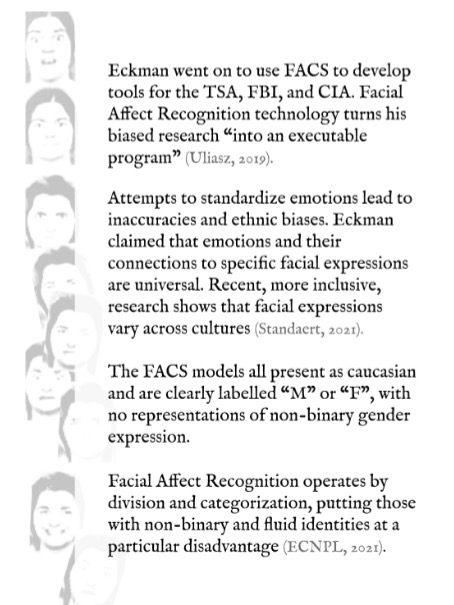 Eckman went on to use FACS to develop
tools for the TSA, FBI, and CIA. Facial
Affect Recognition technology turns his
biased research “into an executable
program” (Uliasz, 2019).
Attempts to standardize emotions lead to
inaccuracies and ethnic biases. Eckman
claimed that emotions and their
connections to specific facial expressions
are universal. Recent, more inclusive,
research shows that facial expressions
vary across cultures (Standaert, 2021).
The FACS models all present as caucasian
and are clearly labelled “M” or “F”, with
no representations of non-binary gender
expression.
Facial Affect Recognition operates by
division and categorization, putting those
with non-binary and fluid identities at a
particular disadvantage (ECNPL, 2021).